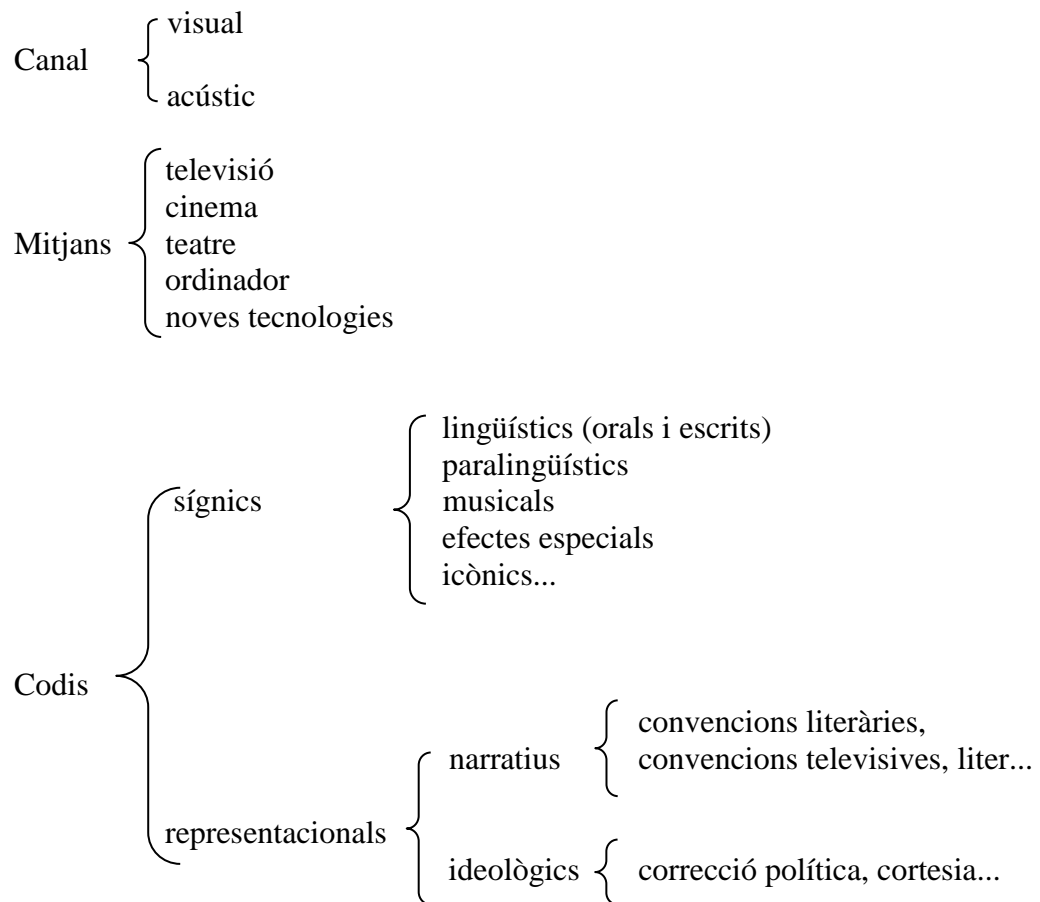 visual
Canal
acústic
televisió
cinema
Mitjans
teatre
ordinador
noves tecnologies
lingüístics (orals i escrits)
paralingüístics
sígnics
musicals
efectes especials
icònics...
Codis
convencions literàries,
narratius
convencions televisives, liter...
representacionals
ideològics
correcció política, cortesia...